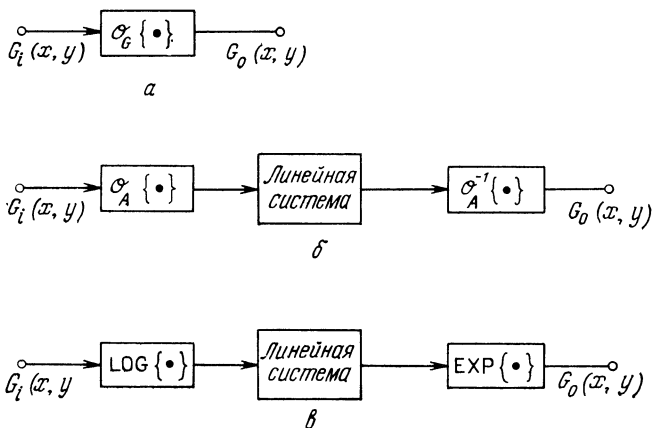 𝒪_G {•}
G_i (x, y) G_o (x, y)
а
𝒪_A {•} Линейная система 𝒪_A^{-1} {•}
G_i (x, y) G_o (x, y)
б
LOG {•} Линейная система EXP {•}
G_i (x, y G_o (x, y)
в